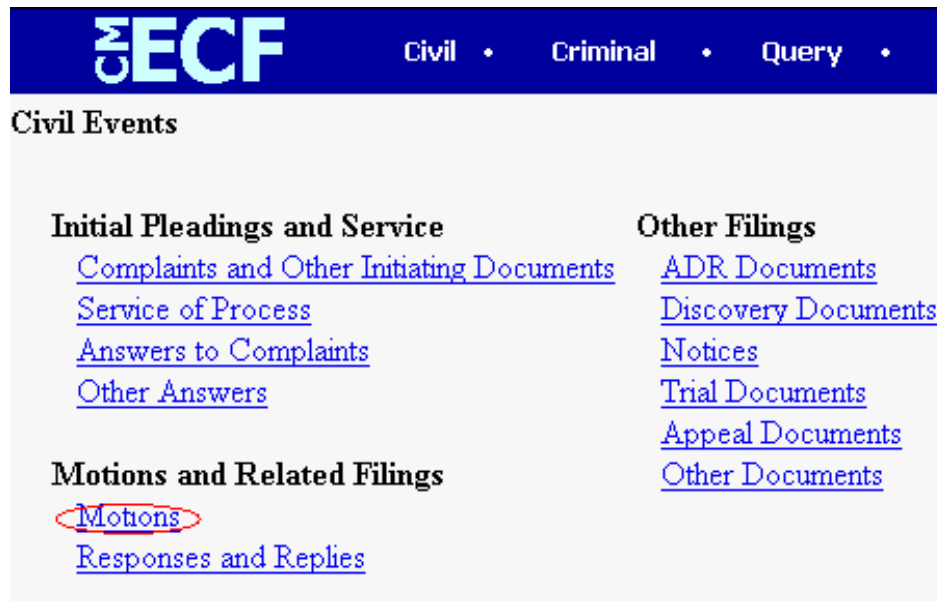 CM ECF Civil • Criminal • Query •
Civil Events
Initial Pleadings and Service
Complaints and Other Initiating Documents
Service of Process
Answers to Complaints
Other Answers
Motions and Related Filings
Motions
Responses and Replies
Other Filings
ADR Documents
Discovery Documents
Notices
Trial Documents
Appeal Documents
Other Documents